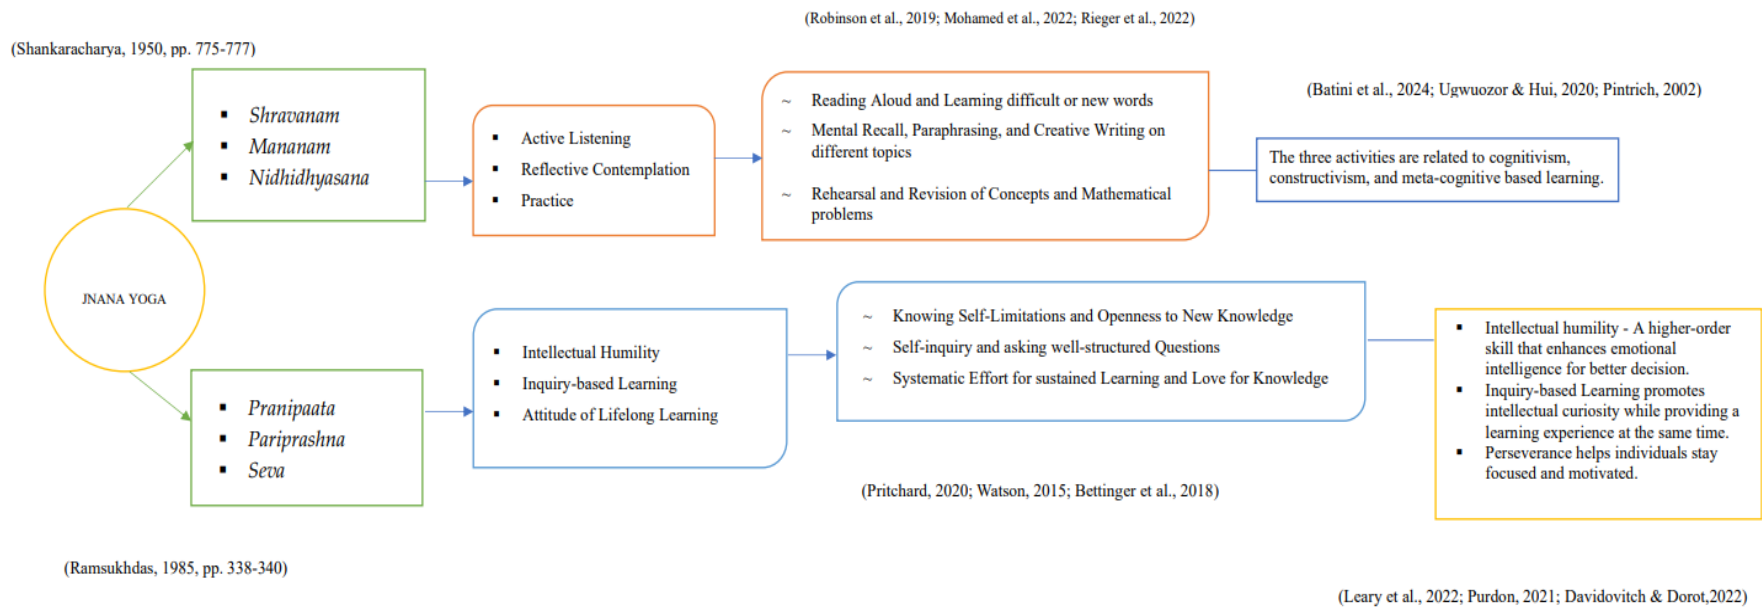 (Robinson et al., 2019; Mohamed et al., 2022; Rieger et al., 2022)
(Shankaracharya, 1950, pp. 775-777)
(Batini et al., 2024; Ugwuozor & Hui, 2020; Pintrich, 2002)
JNANA YOGA
▪ Shravanam
▪ Mananam
▪ Nidhidhyasana
▪ Active Listening
▪ Reflective Contemplation
▪ Practice
~ Reading Aloud and Learning difficult or new words
~ Mental Recall, Paraphrasing, and Creative Writing on
different topics
~ Rehearsal and Revision of Concepts and Mathematical
problems
The three activities are related to cognitivism,
constructivism, and meta-cognitive based learning.
▪ Pranipaata
▪ Pariprashna
▪ Seva
▪ Intellectual Humility
▪ Inquiry-based Learning
▪ Attitude of Lifelong Learning
~ Knowing Self-Limitations and Openness to New Knowledge
~ Self-inquiry and asking well-structured Questions
~ Systematic Effort for sustained Learning and Love for Knowledge
▪ Intellectual humility - A higher-order
skill that enhances emotional
intelligence for better decision.
▪ Inquiry-based Learning promotes
intellectual curiosity while providing a
learning experience at the same time.
▪ Perseverance helps individuals stay
focused and motivated.
(Pritchard, 2020; Watson, 2015; Bettinger et al., 2018)
(Ramsukhdas, 1985, pp. 338-340)
(Leary et al., 2022; Purdon, 2021; Davidovitch & Dorot,2022)